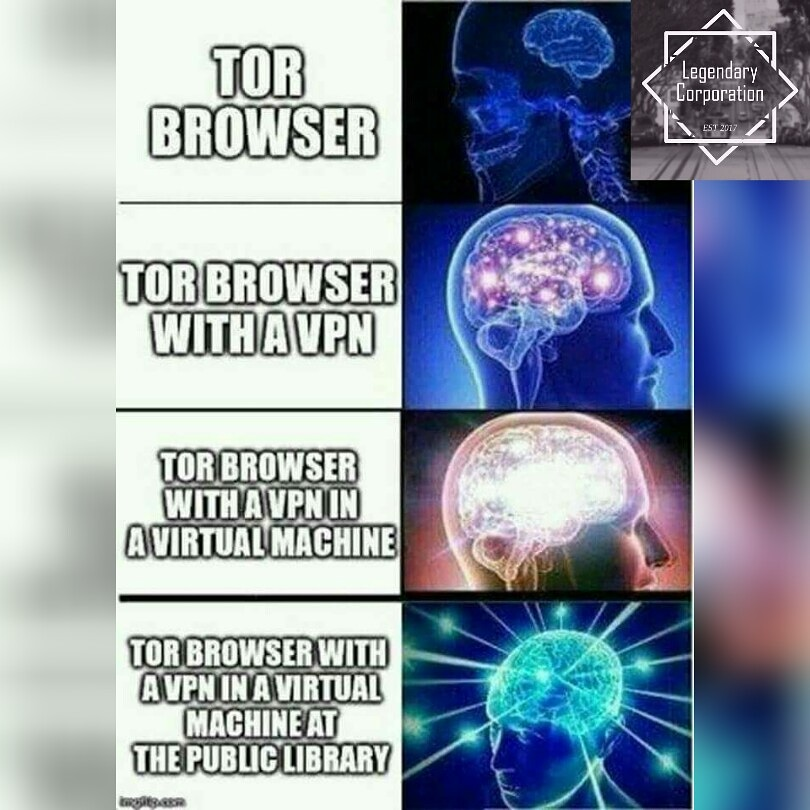 TOR
BROWSER
Legendary
Corporation
EST 2017
TOR BROWSER
WITH A VPN
TOR BROWSER
WITH A VPN IN
A VIRTUAL MACHINE
TOR BROWSER WITH
A VPN IN A VIRTUAL
MACHINE AT
THE PUBLIC LIBRARY
imgflip.com